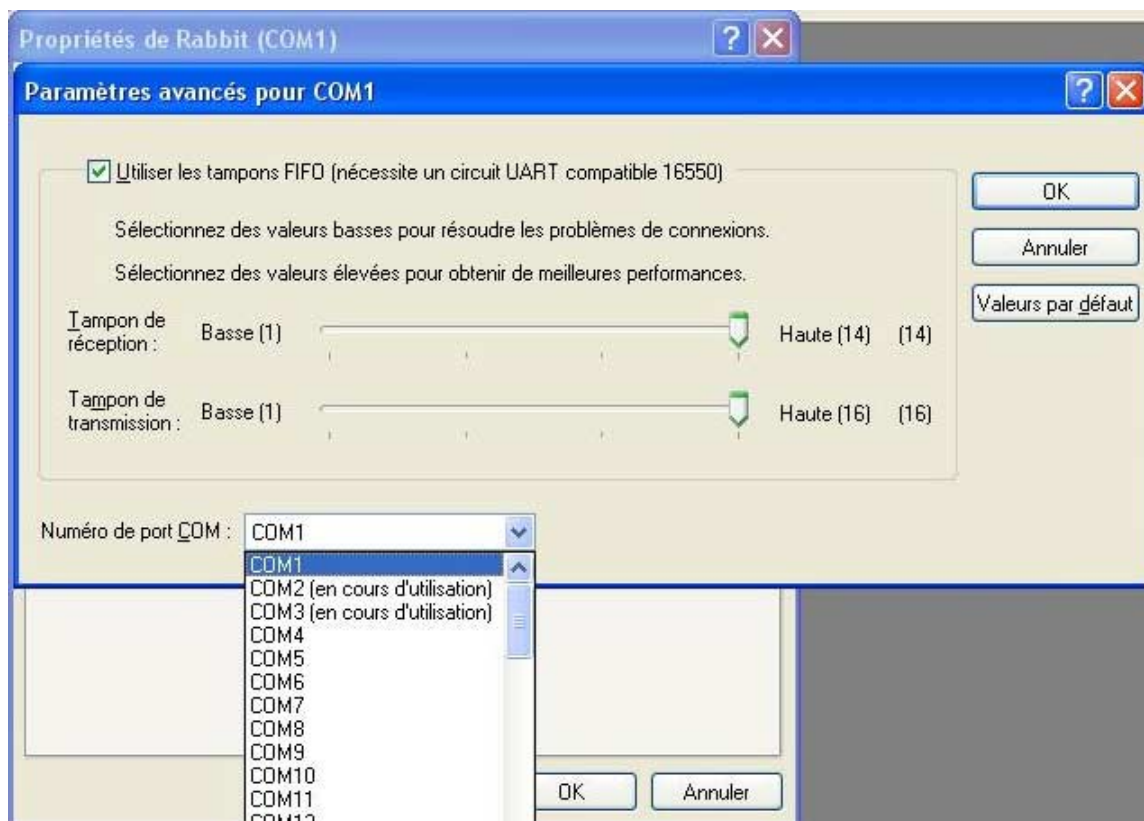 Propriétés de Rabbit (COM1)
Paramètres avancés pour COM1
Utiliser les tampons FIFO (nécessite un circuit UART compatible 16550)
Sélectionnez des valeurs basses pour résoudre les problèmes de connexions.
Sélectionnez des valeurs élevées pour obtenir de meilleures performances.
OK
Annuler
Valeurs par défaut
Tampon de
réception :
Basse (1)
Haute (14)
(14)
Tampon de
transmission :
Basse (1)
Haute (16)
(16)
Numéro de port COM :
COM1
COM1
COM2 (en cours d'utilisation)
COM3 (en cours d'utilisation)
COM4
COM5
COM6
COM7
COM8
COM9
COM10
COM11
OK
Annuler